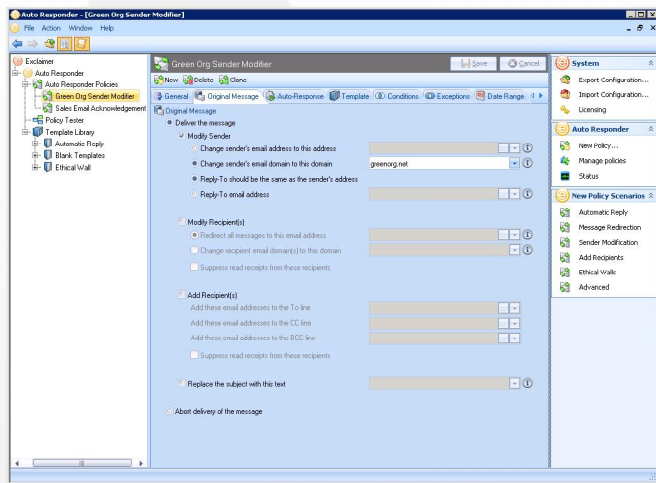 Auto Responder - [Green Org Sender Modifier]
File Action Window Help
Exclaimer
Auto Responder
Auto Responder Policies
Green Org Sender Modifier
Sales Email Acknowledgement
Policy Tester
Template Library
Automatic Reply
Blank Templates
Ethical Wall
Green Org Sender Modifier
Save Cancel
New Delete Clone
General Original Message Auto-Response Template Conditions Exceptions Date Range
Original Message
Deliver the message
Modify Sender
Change sender's email address to this address
Change sender's email domain to this domain greenorg.net
Reply-To should be the same as the sender's address
Reply-To email address
Modify Recipient(s)
Redirect all messages to this email address
Change recipient email domain(s) to this domain
Suppress read receipts from these recipients
Add Recipient(s)
Add these email addresses to the To line
Add these email addresses to the CC line
Add these email addresses to the BCC line
Suppress read receipts from these recipients
Replace the subject with this text
Abort delivery of the message
System
Export Configuration...
Import Configuration...
Licensing
Auto Responder
New Policy...
Manage policies
Status
New Policy Scenarios
Automatic Reply
Message Redirection
Sender Modification
Add Recipients
Ethical Walls
Advanced